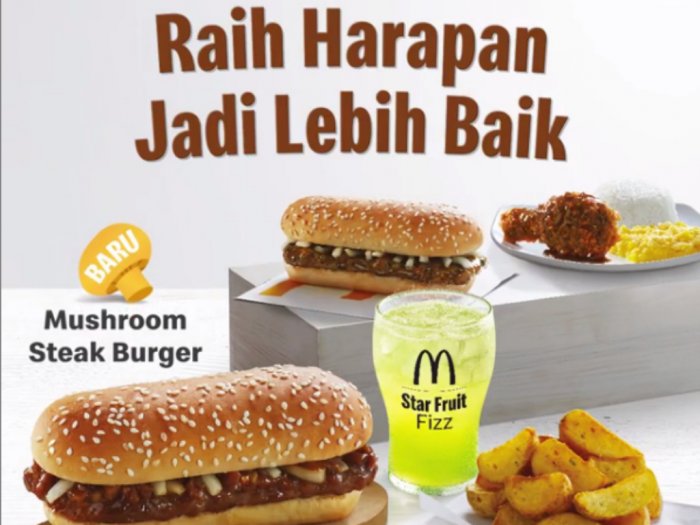 Raih Harapan
Jadi Lebih Baik
BARU
Mushroom
Steak Burger
Star Fruit
Fizz